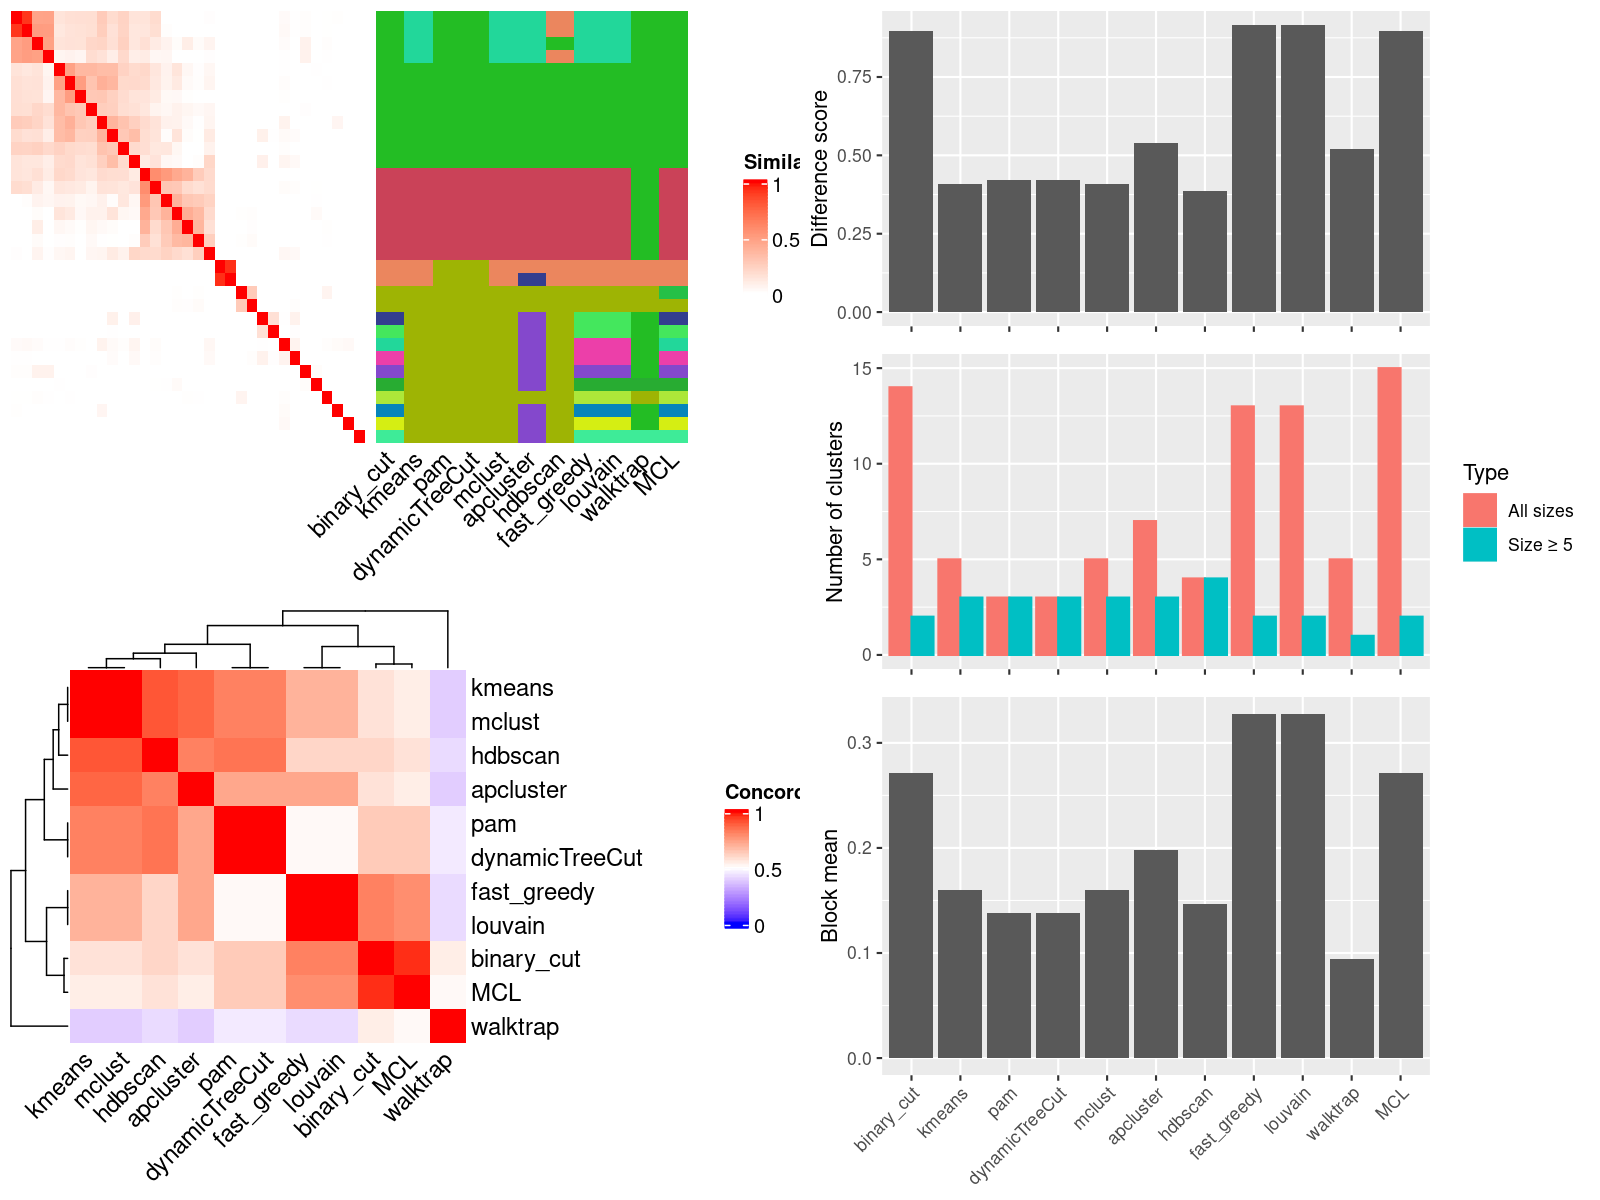 Simila
1
0.5
0
binary_cut
kmeans
pam
dynamicTreeCut
mclust
apcluster
hdbscan
fast_greedy
louvain
walktrap
MCL
kmeans
mclust
hdbscan
apcluster
pam
dynamicTreeCut
fast_greedy
louvain
binary_cut
MCL
walktrap
Concord
1
0.5
0
kmeans
mclust
hdbscan
apcluster
pam
dynamicTreeCut
fast_greedy
louvain
binary_cut
MCL
walktrap
Difference score
0.75
0.50
0.25
0.00
Number of clusters
15
10
5
0
Type
All sizes
Size ≥ 5
Block mean
0.3
0.2
0.1
0.0
binary_cut
kmeans
pam
dynamicTreeCut
mclust
apcluster
hdbscan
fast_greedy
louvain
walktrap
MCL